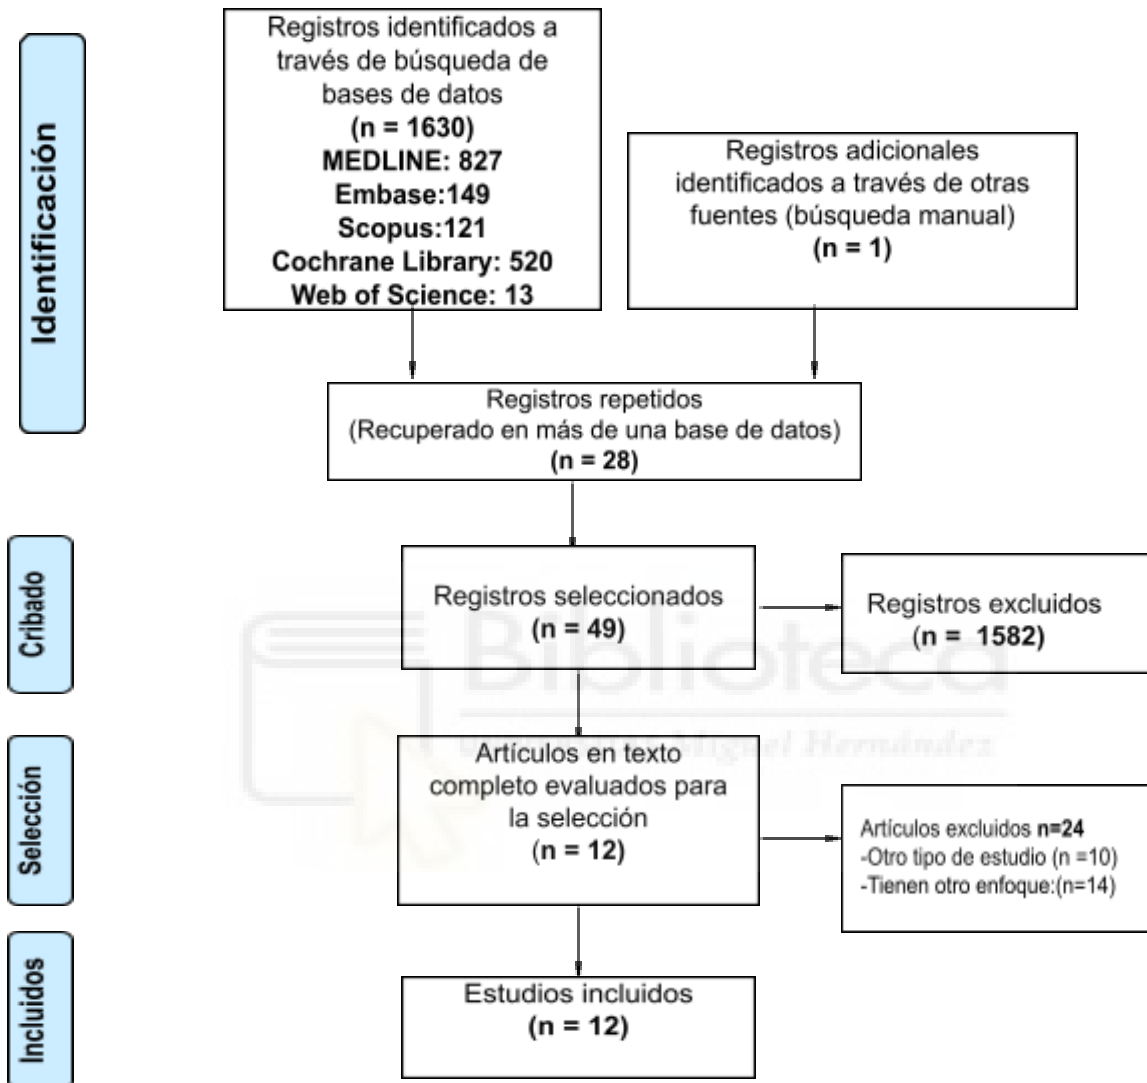 Identificación
Registros identificados a
través de búsqueda de
bases de datos
(n = 1630)
MEDLINE: 827
Embase:149
Scopus:121
Cochrane Library: 520
Web of Science: 13
Registros adicionales
identificados a través de otras
fuentes (búsqueda manual)
(n = 1)
Registros repetidos
(Recuperado en más de una base de datos)
(n = 28)
Cribado
Registros seleccionados
(n = 49)
Registros excluidos
(n = 1582)
Biblioteca
Miguel Hernández
Selección
Artículos en texto
completo evaluados para
la selección
(n = 12)
Artículos excluidos n=24
-Otro tipo de estudio (n =10)
-Tienen otro enfoque:(n=14)
Incluidos
Estudios incluidos
(n = 12)